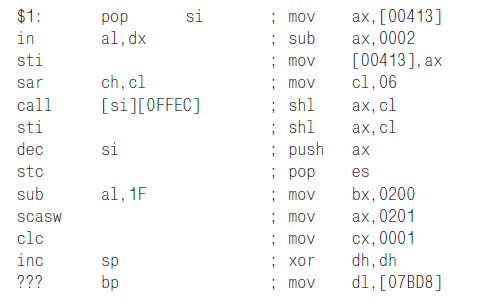 $1: pop si ; mov ax,[00413]
in al,dx ; sub ax,0002
sti ; mov [00413],ax
sar ch,cl ; mov cl,06
call [si][0FFEC] ; shl ax,cl
sti ; shl ax,cl
dec si ; push ax
stc ; pop es
sub al,1F ; mov bx,0200
scasw ; mov ax,0201
clc ; mov cx,0001
inc sp ; xor dh,dh
??? bp ; mov dl,[07BD8]